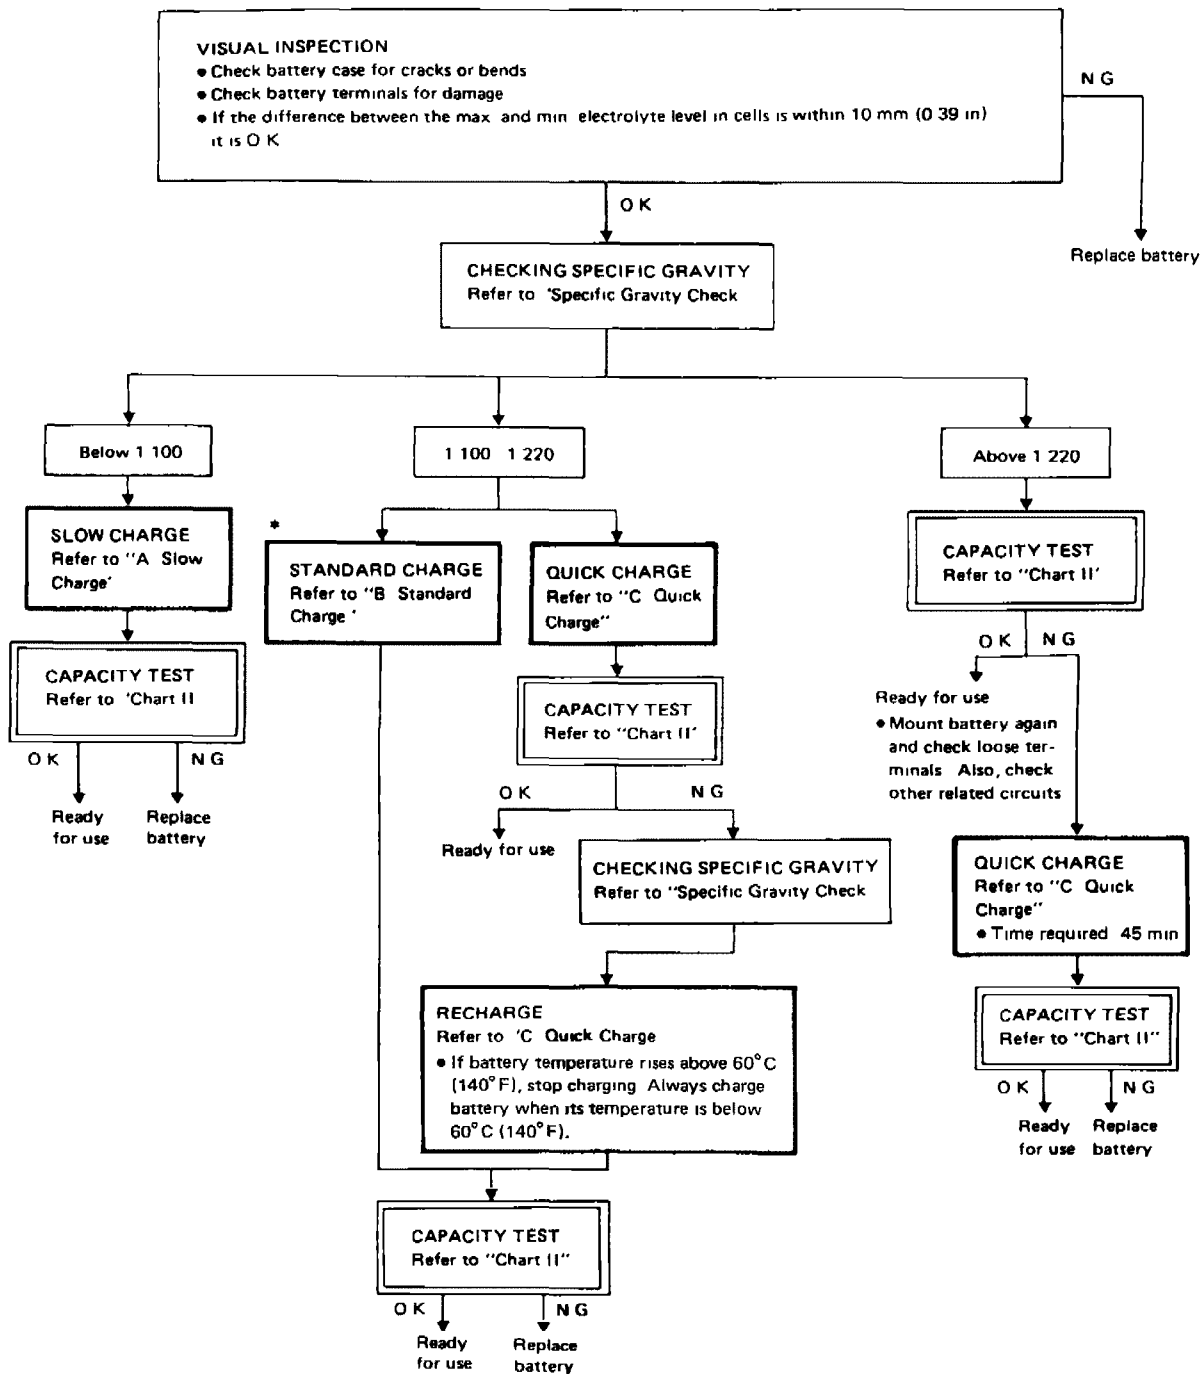 VISUAL INSPECTION
• Check battery case for cracks or bends
• Check battery terminals for damage
• If the difference between the max and min electrolyte level in cells is within 10 mm (0 39 in)
it is O K
N G
Replace battery
O K
CHECKING SPECIFIC GRAVITY
Refer to 'Specific Gravity Check
Below 1 100
1 100 1 220
Above 1 220
SLOW CHARGE
Refer to "A Slow
Charge'
*
STANDARD CHARGE
Refer to "B Standard
Charge '
QUICK CHARGE
Refer to "C Quick
Charge"
CAPACITY TEST
Refer to "Chart II'
CAPACITY TEST
Refer to 'Chart II
O K
N G
Ready
for use
Replace
battery
CAPACITY TEST
Refer to "Chart II'
O K
N G
Ready for use
CHECKING SPECIFIC GRAVITY
Refer to "Specific Gravity Check
RECHARGE
Refer to 'C Quick Charge
• If battery temperature rises above 60°C
(140°F), stop charging Always charge
battery when its temperature is below
60°C (140°F).
O K
N G
Ready for use
• Mount battery again
and check loose ter-
minals Also, check
other related circuits
QUICK CHARGE
Refer to "C Quick
Charge"
• Time required 45 min
CAPACITY TEST
Refer to "Chart II"
O K
N G
Ready
for use
Replace
battery
CAPACITY TEST
Refer to "Chart II"
O K
N G
Ready
for use
Replace
battery